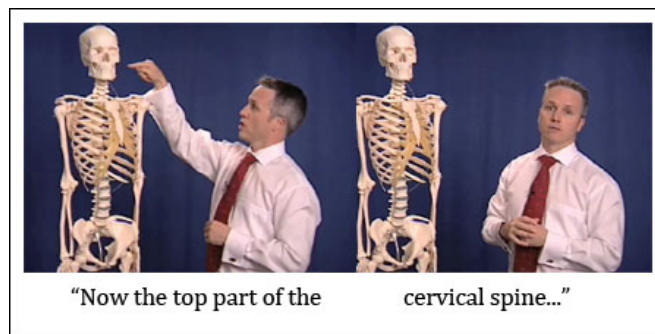 “Now the top part of the cervical spine...”